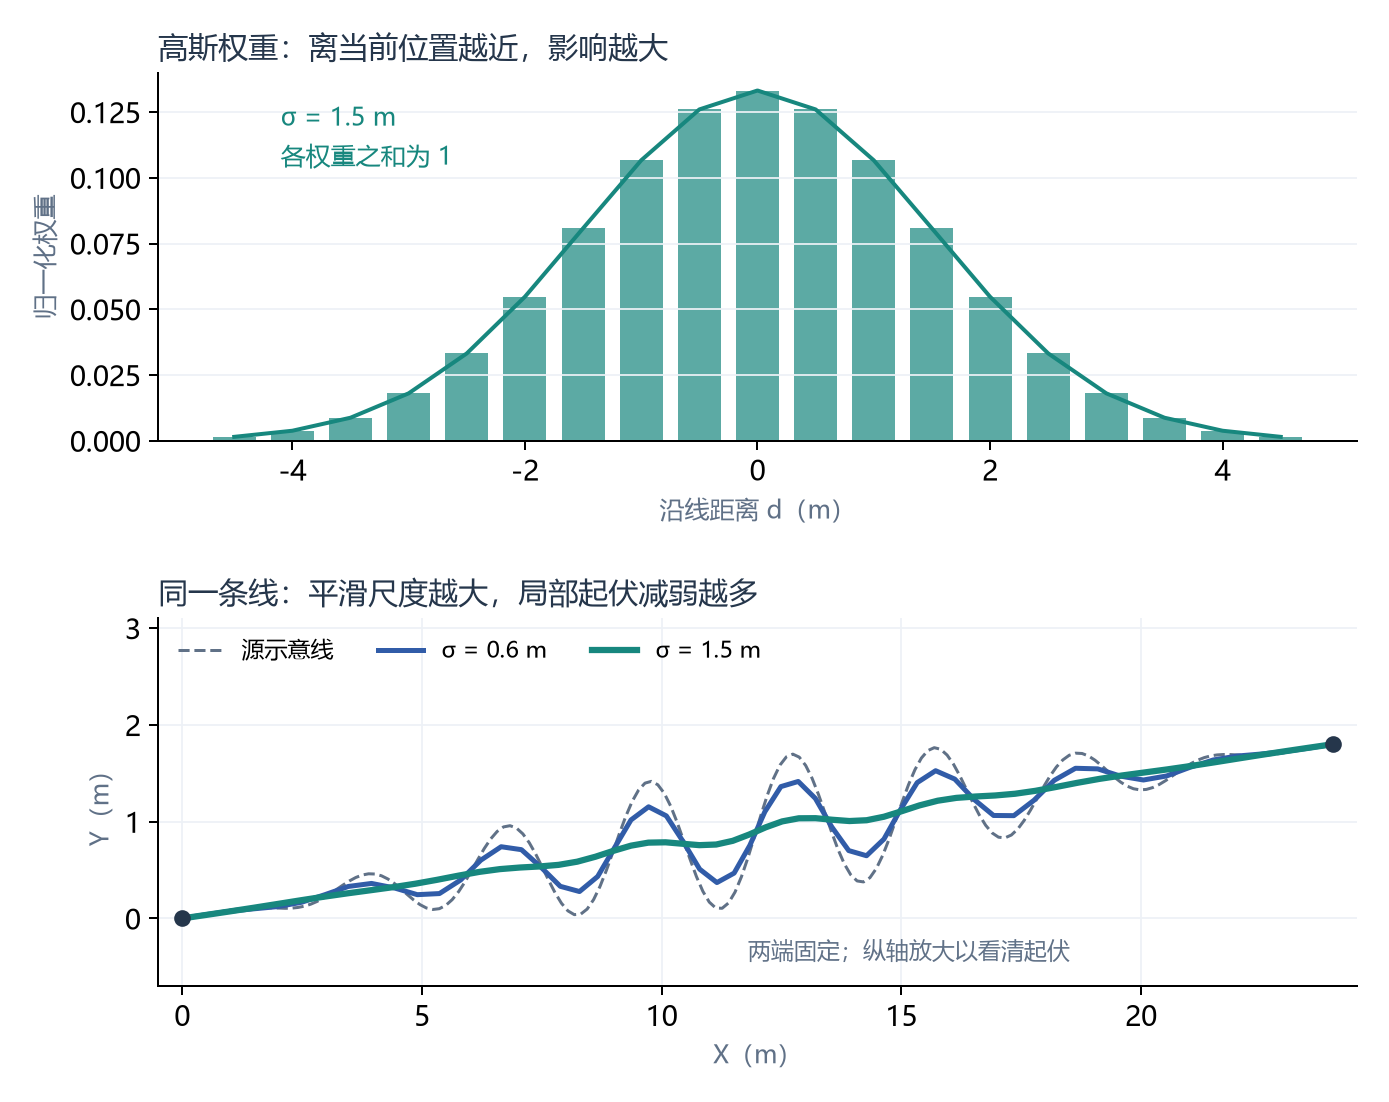 高斯权重：离当前位置越近，影响越大
σ = 1.5 m
各权重之和为 1
归一化权重
0.125
0.100
0.075
0.050
0.025
0.000
-4
-2
0
2
4
沿线距离 d（m）
同一条线：平滑尺度越大，局部起伏减弱越多
源示意线
σ = 0.6 m
σ = 1.5 m
Y（m）
3
2
1
0
两端固定；纵轴放大以看清起伏
0
5
10
15
20
X（m）